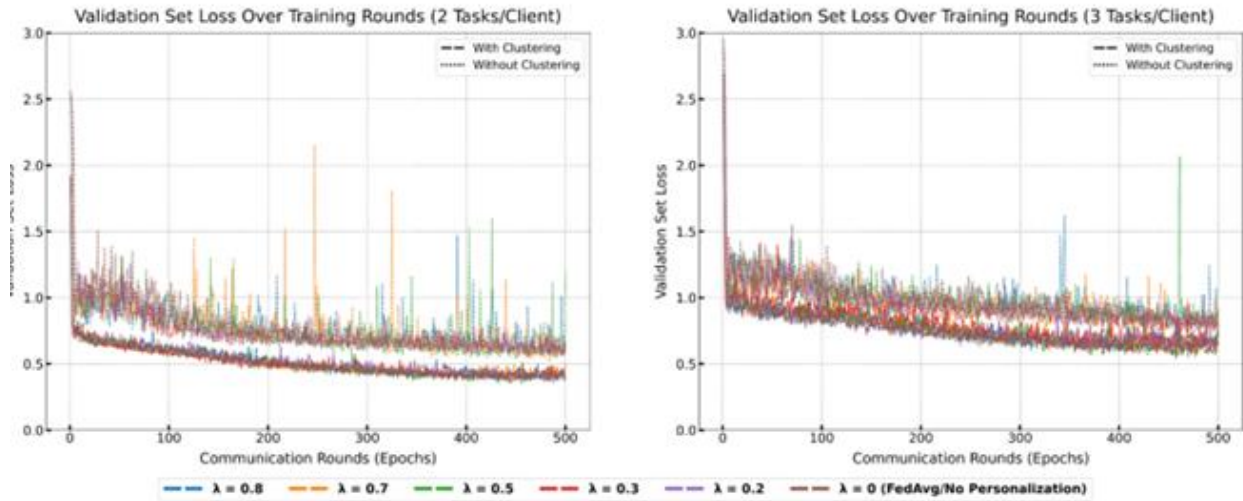 Validation Set Loss Over Training Rounds (2 Tasks/Client)
3.0
2.5
2.0
1.5
1.0
0.5
0.0
With Clustering
Without Clustering
0
100
200
300
400
500
Communication Rounds (Epochs)
Validation Set Loss Over Training Rounds (3 Tasks/Client)
Validation Set Loss
3.0
2.5
2.0
1.5
1.0
0.5
0.0
With Clustering
Without Clustering
0
100
200
300
400
500
Communication Rounds (Epochs)
λ = 0.8 λ = 0.7 λ = 0.5 λ = 0.3 λ = 0.2 λ = 0 (FedAvg/No Personalization)